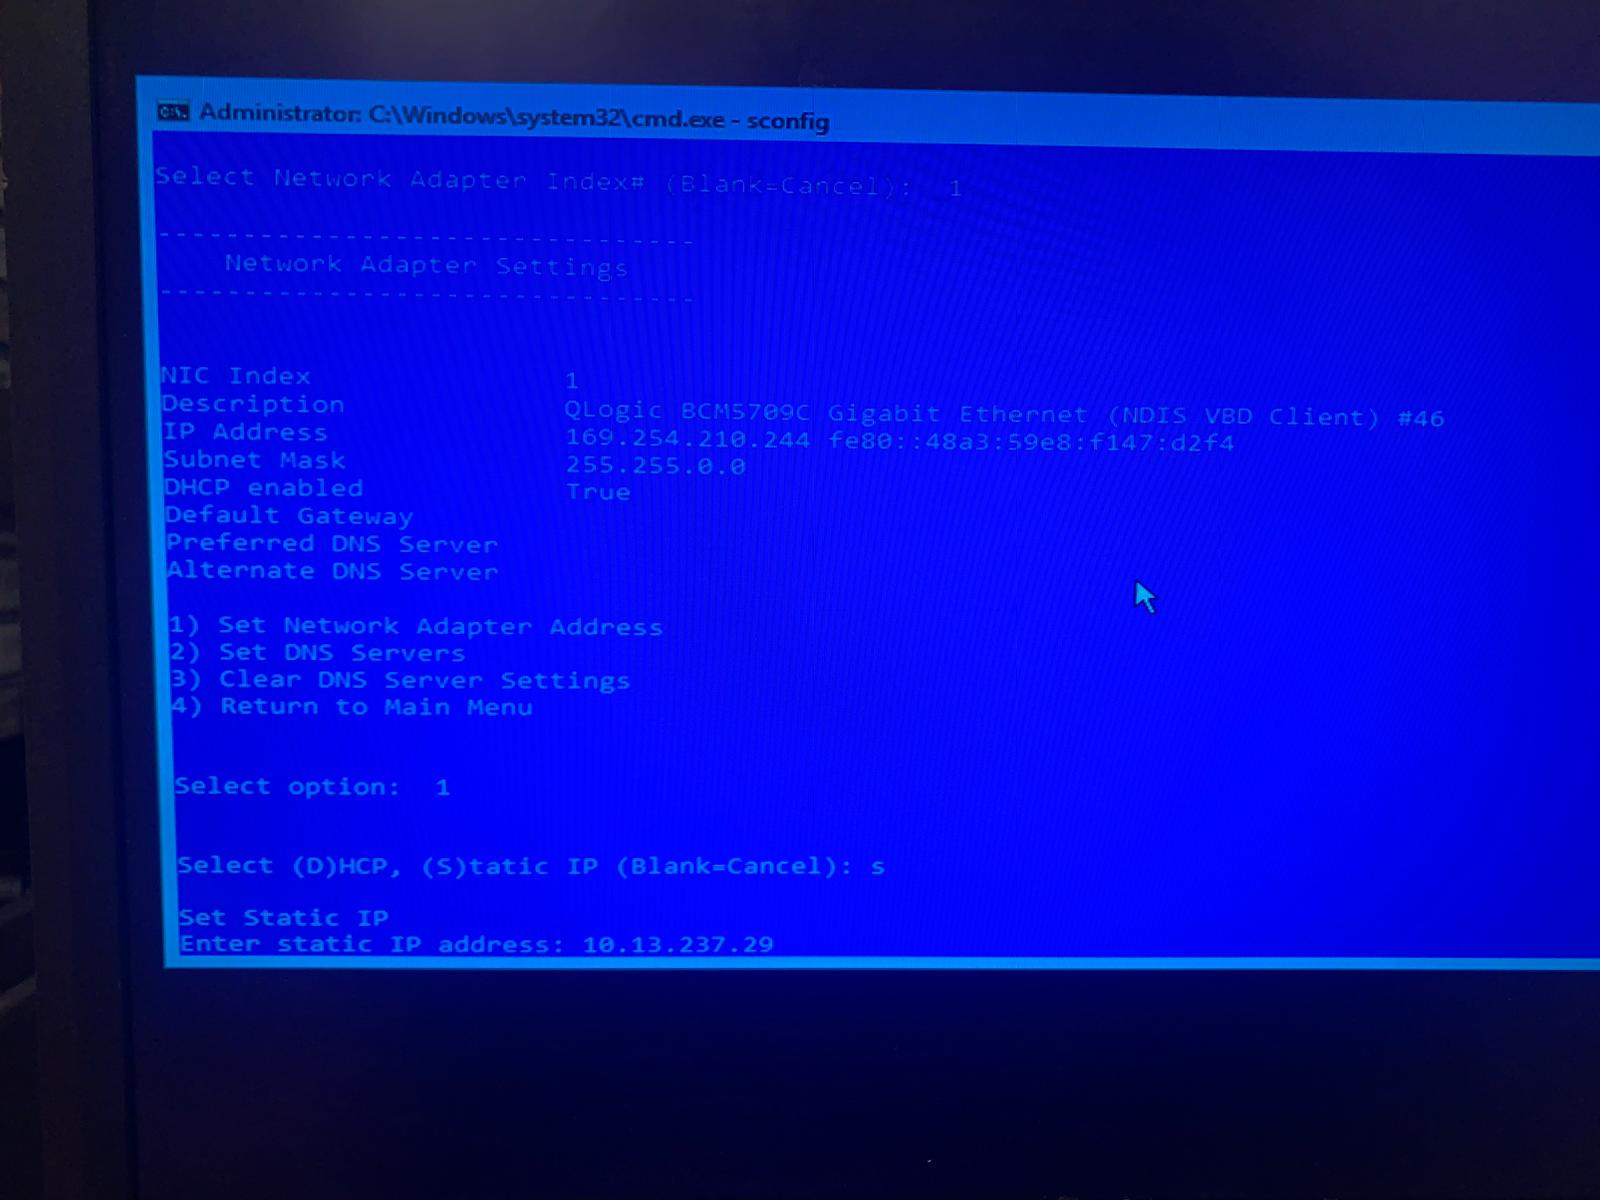 Administrator: C:\Windows\system32\cmd.exe - sconfig
Select Network Adapter Index# (Blank=Cancel):  1
-------------------------------
Network Adapter Settings
-------------------------------
NIC Index 1
Description QLogic BCM5709C Gigabit Ethernet (NDIS VBD Client) #46
IP Address 169.254.210.244 fe80::48a3:59e8:f147:d2f4
Subnet Mask 255.255.0.0
DHCP enabled True
Default Gateway
Preferred DNS Server
Alternate DNS Server
1) Set Network Adapter Address
2) Set DNS Servers
3) Clear DNS Server Settings
4) Return to Main Menu
Select option:  1
Select (D)HCP, (S)tatic IP (Blank=Cancel): s
Set Static IP
Enter static IP address: 10.13.237.29